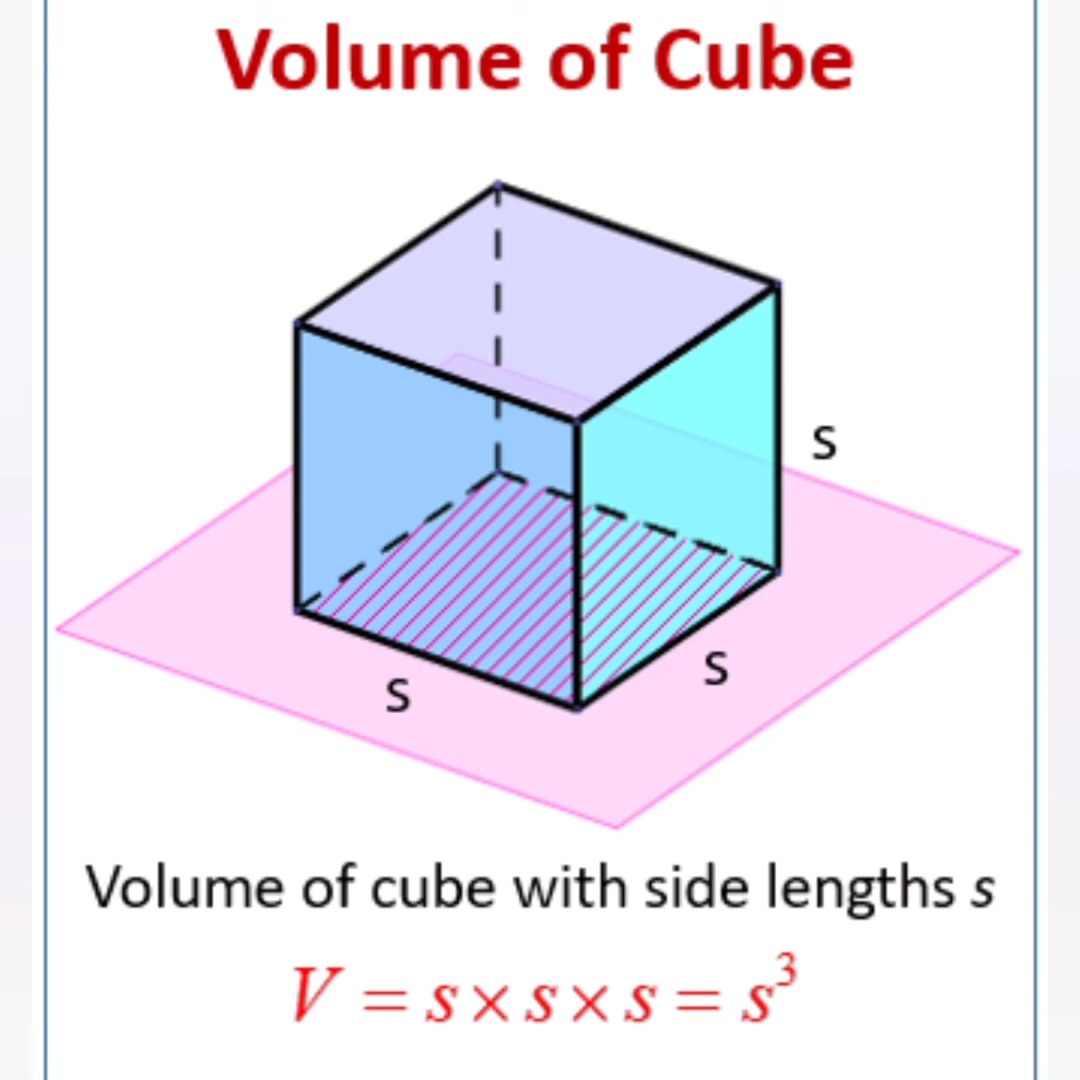 Volume of Cube
s
s
s
Volume of cube with side lengths s
V = s × s × s = s³